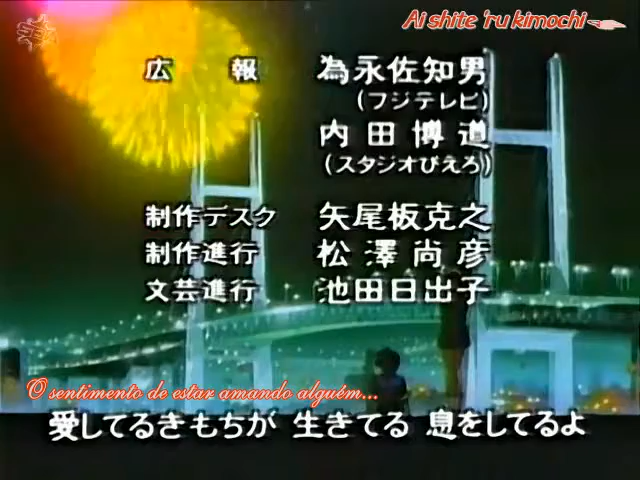 Ai shite 'ru kimochi
広報 為永佐知男
(フジテレビ)
内田博道
(スタジオぴえろ)
制作デスク 矢尾板克之
制作進行 松澤尚彦
文芸進行 池田日出子
O sentimento de estar amando alguém...
愛してるきもちが 生きてる 息をしてるよ